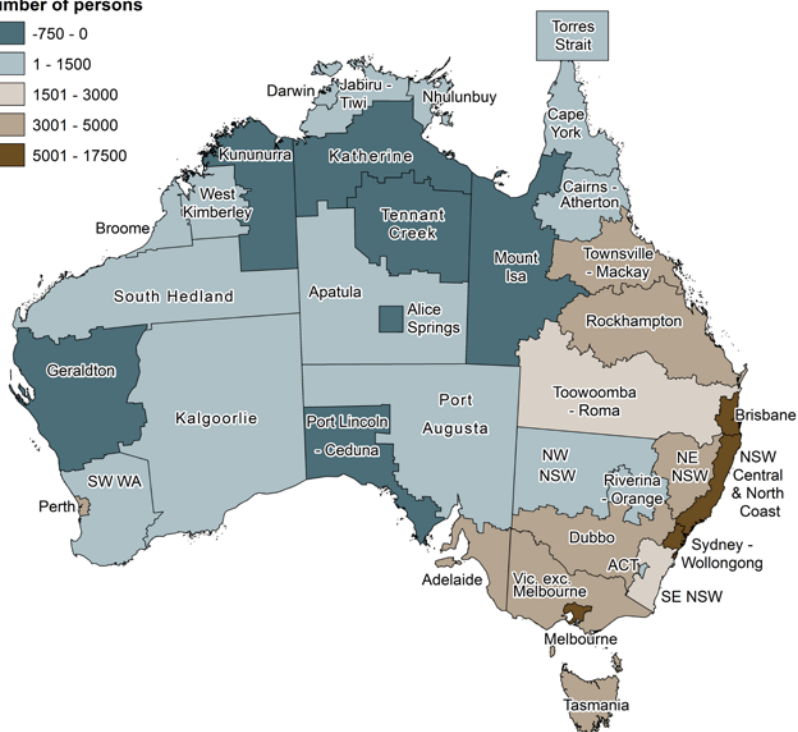 umber of persons
-750 - 0
1 - 1500
1501 - 3000
3001 - 5000
5001 - 17500
Torres
Strait
Darwin
Jabiru -
Tiwi
Nhulunbuy
Cape
York
Kununurra
Katherine
West
Kimberley
Cairns -
Atherton
Broome
Tennant
Creek
Mount
Isa
Townsville
- Mackay
South Hedland
Apatula
Alice
Springs
Rockhampton
Geraldton
Kalgoorlie
Port
Augusta
Toowoomba
- Roma
Brisbane
Port Lincoln
- Ceduna
NW
NSW
NE
NSW
NSW
Central
& North
Coast
SW WA
Riverina
- Orange
Perth
Dubbo
Sydney -
Wollongong
ACT
Adelaide
Vic. exc.
Melbourne
SE NSW
Melbourne
Tasmania